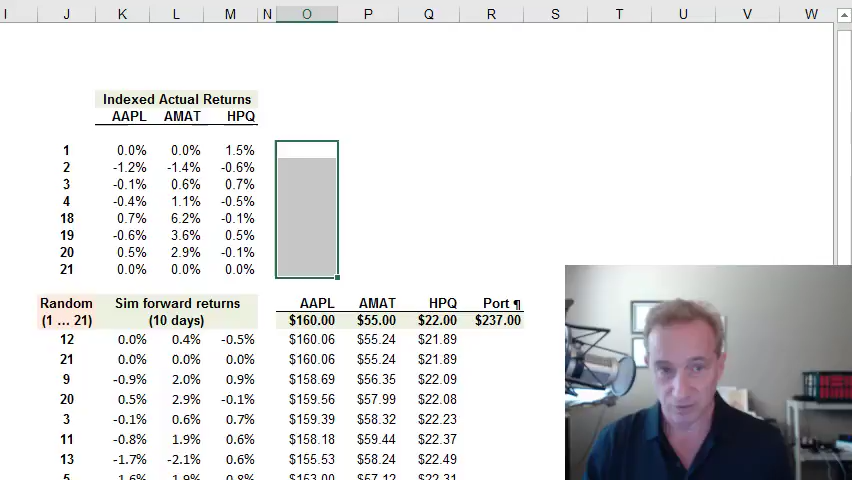 I J K L M N O P Q R S T U V W
Indexed Actual Returns
AAPL AMAT HPQ
1 0.0% 0.0% 1.5%
2 -1.2% -1.4% -0.6%
3 -0.1% 0.6% 0.7%
4 -0.4% 1.1% -0.5%
18 0.7% 6.2% -0.1%
19 -0.6% 3.6% 0.5%
20 0.5% 2.9% -0.1%
21 0.0% 0.0% 0.0%
Random Sim forward returns AAPL AMAT HPQ Port ¶
(1 ... 21) (10 days) $160.00 $55.00 $22.00 $237.00
12 0.0% 0.4% -0.5% $160.06 $55.24 $21.89
21 0.0% 0.0% 0.0% $160.06 $55.24 $21.89
9 -0.9% 2.0% 0.9% $158.69 $56.35 $22.09
20 0.5% 2.9% -0.1% $159.56 $57.99 $22.08
3 -0.1% 0.6% 0.7% $159.39 $58.32 $22.23
11 -0.8% 1.9% 0.6% $158.18 $59.44 $22.37
13 -1.7% -2.1% 0.6% $155.53 $58.24 $22.49